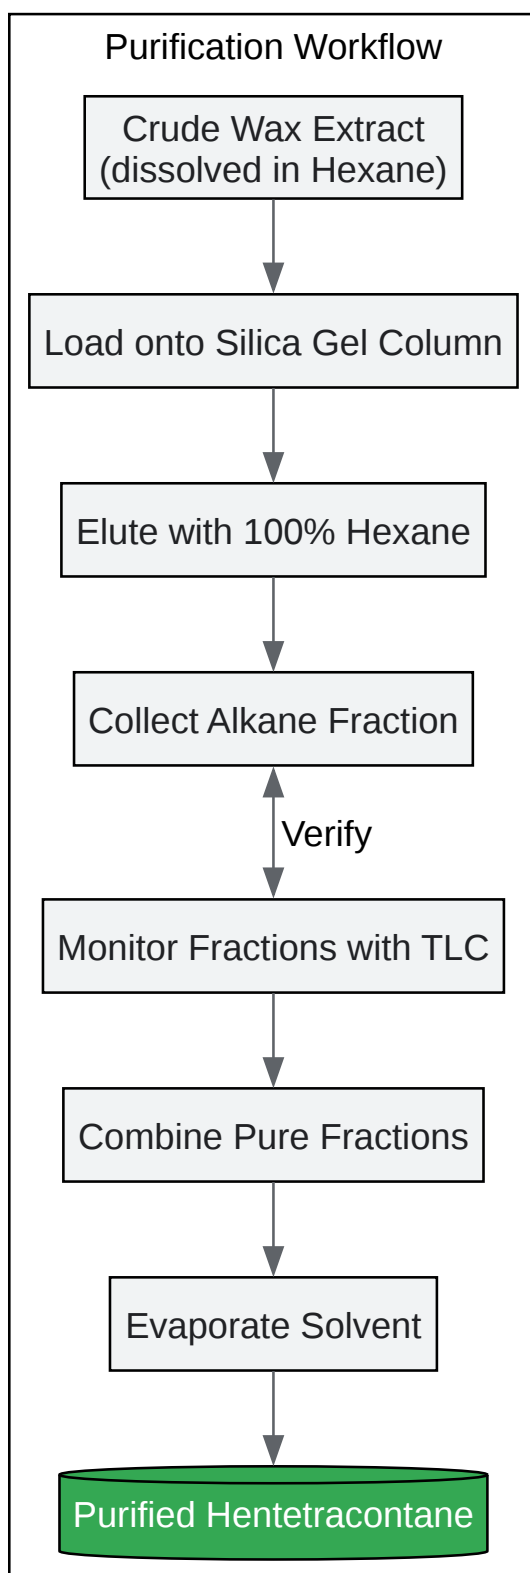 Purification Workflow
Crude Wax Extract
(dissolved in Hexane)
Load onto Silica Gel Column
Elute with 100% Hexane
Collect Alkane Fraction
Verify
Monitor Fractions with TLC
Combine Pure Fractions
Evaporate Solvent
Purified Hentetracontane